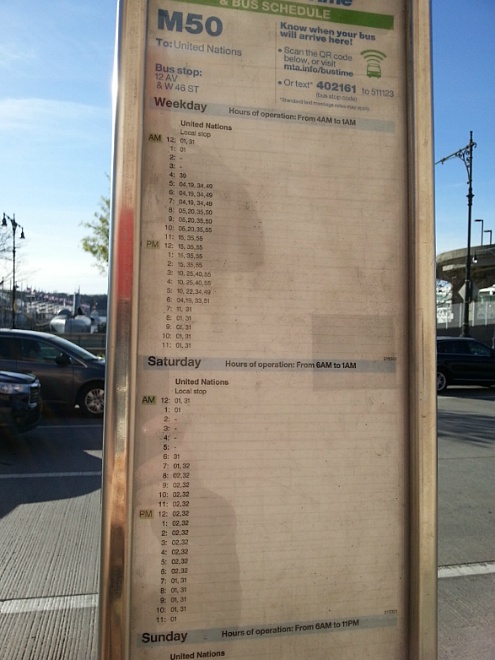 & BUS SCHEDULE
M50
To: United Nations
Bus stop:
12 AV
& W 46 ST
Know when your bus
will arrive here!
• Scan the QR code
below, or visit
mta.info/bustime
• Or text* 402161 to 511123
(bus stop code)
*Standard text message rates may apply.
Weekday Hours of operation: From 4AM to 1AM
United Nations
Local stop
AM 12: 01, 31
1: 01
2: -
3: -
4: 39
5: 04,19, 34,49
6: 04,19, 34,49
7: 04,19, 34,49
8: 05,20,35,50
9: 05,20,35,50
10: 05,20,35,55
11: 15, 35,55
PM 12: 15, 35,55
1: 15, 35,55
2: 15, 35,55
3: 10, 25,40,55
4: 10, 25,40,55
5: 10, 22,34,49
6: 04,19, 33,51
7: 11, 31
8: 01, 31
9: 01, 31
10: 01, 31
11: 01, 31
Saturday Hours of operation: From 6AM to 1AM
United Nations
Local stop
AM 12: 01, 31
1: 01
2: -
3: -
4: -
5: -
6: 31
7: 01, 32
8: 02,32
9: 02,32
10: 02,32
11: 02,32
PM 12: 02,32
1: 02,32
2: 02,32
3: 02,32
4: 02,32
5: 02,32
6: 02,32
7: 01, 31
8: 01, 31
9: 01, 31
10: 01, 31
11: 01
Sunday Hours of operation: From 6AM to 11PM
United Nations